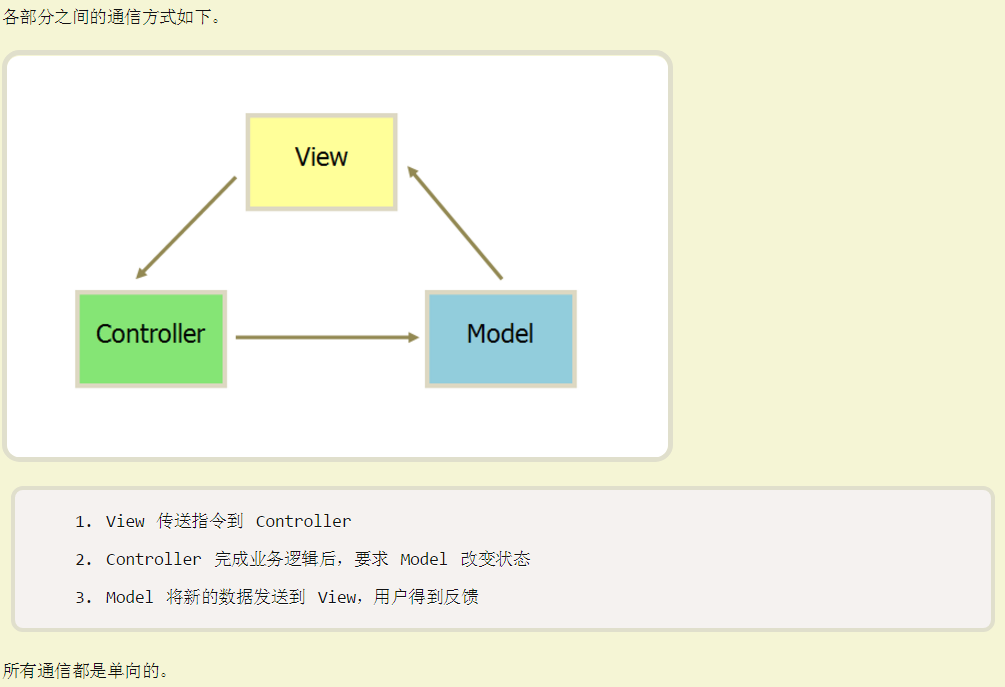 各部分之间的通信方式如下。
View
Controller
Model
1. View 传送指令到 Controller
2. Controller 完成业务逻辑后，要求 Model 改变状态
3. Model 将新的数据发送到 View，用户得到反馈
所有通信都是单向的。